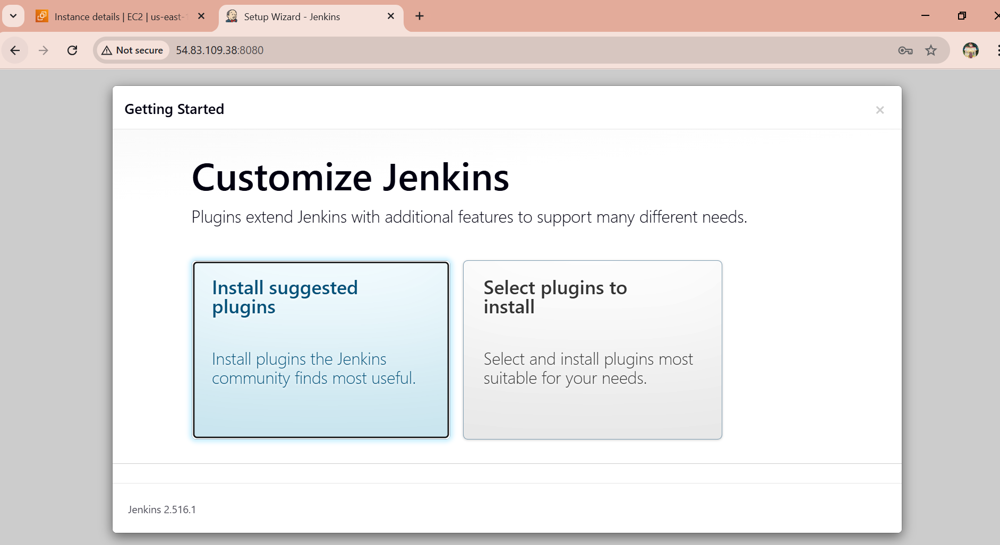 Instance details | EC2 | us-east-1
Setup Wizard - Jenkins
Not secure
54.83.109.38:8080
Getting Started
Customize Jenkins
Plugins extend Jenkins with additional features to support many different needs.
Install suggested
plugins
Install plugins the Jenkins
community finds most useful.
Select plugins to
install
Select and install plugins most
suitable for your needs.
Jenkins 2.516.1